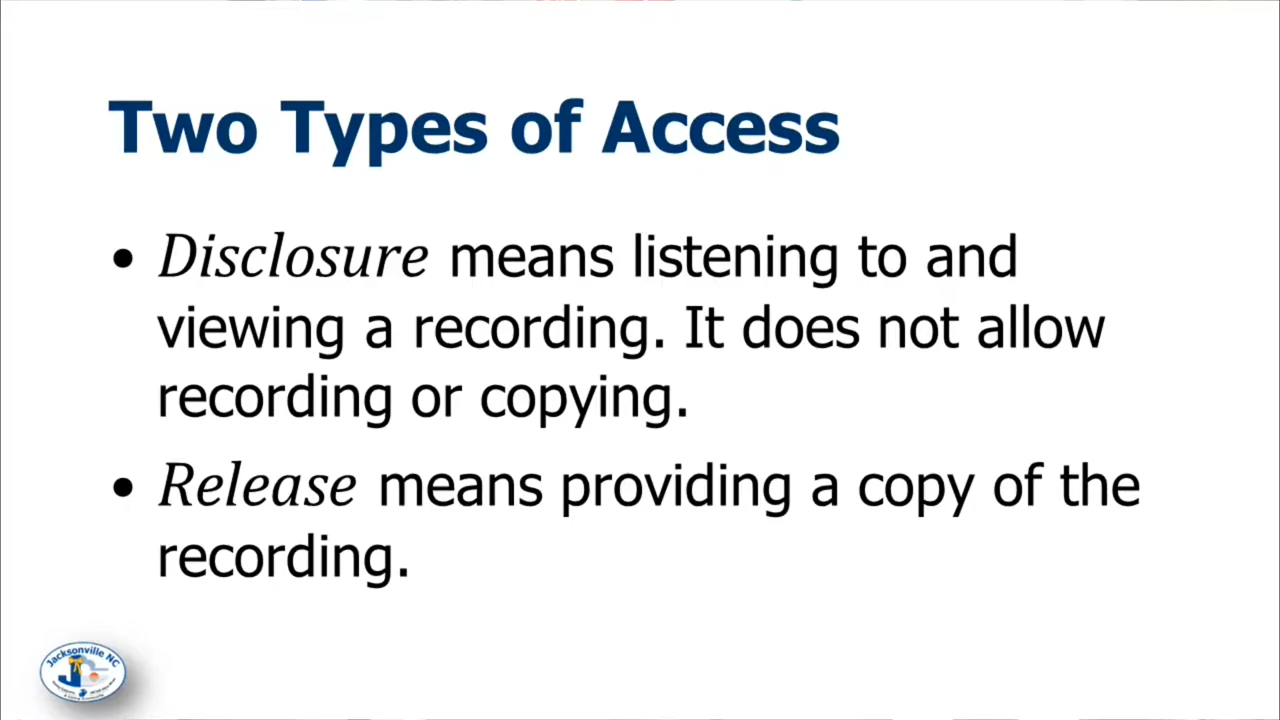 Two Types of Access
• Disclosure means listening to and
viewing a recording. It does not allow
recording or copying.
• Release means providing a copy of the
recording.
Jacksonville NC